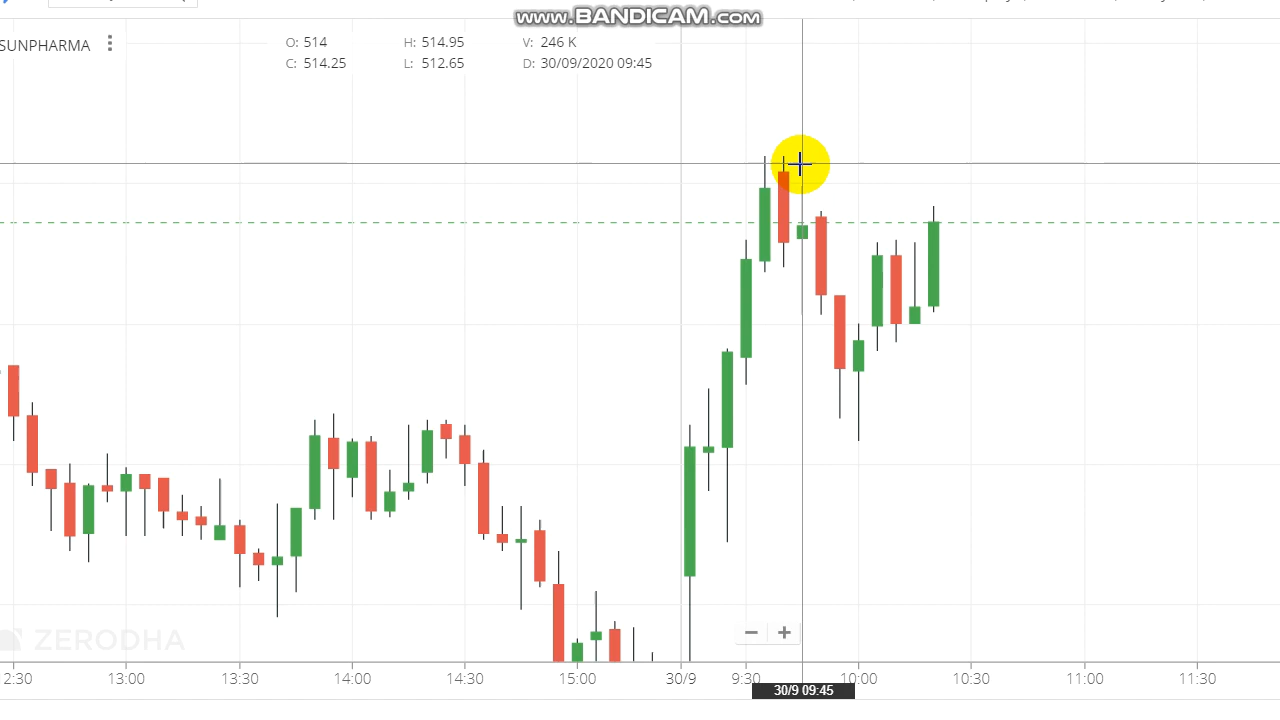 www.BANDICAM.com
SUNPHARMA
O: 514 H: 514.95 V: 246 K
C: 514.25 L: 512.65 D: 30/09/2020 09:45
ZERODHA
− +
2:30 13:00 13:30 14:00 14:30 15:00 30/9 9:30 10:00 10:30 11:00 11:30
30/9 09:45